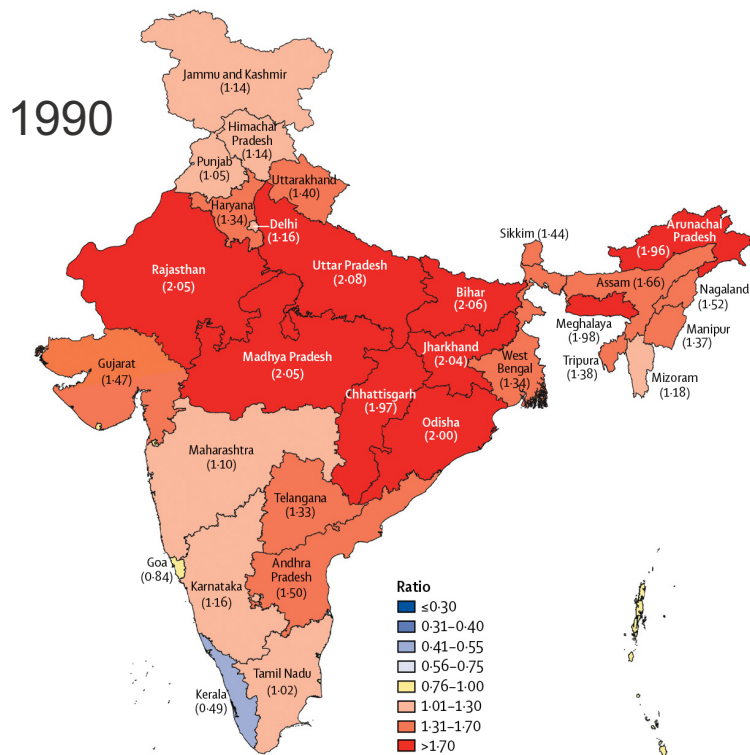 1990
Jammu and Kashmir
(1·14)
Himachal
Pradesh
(1·14)
Punjab
(1·05)
Uttarakhand
(1·40)
Haryana
(1·34)
Delhi
(1·16)
Rajasthan
(2·05)
Uttar Pradesh
(2·08)
Bihar
(2·06)
Sikkim (1·44)
Arunachal
Pradesh
(1·96)
Assam (1·66)
Nagaland
(1·52)
Meghalaya
(1·98)
Manipur
(1·37)
Tripura
(1·38)
Mizoram
(1·18)
Gujarat
(1·47)
Madhya Pradesh
(2·05)
Jharkhand
(2·04)
West
Bengal
(1·34)
Chhattisgarh
(1·97)
Odisha
(2·00)
Maharashtra
(1·10)
Telangana
(1·33)
Goa
(0·84)
Karnataka
(1·16)
Andhra
Pradesh
(1·50)
Kerala
(0·49)
Tamil Nadu
(1·02)
Ratio
≤0·30
0·31–0·40
0·41–0·55
0·56–0·75
0·76–1·00
1·01–1·30
1·31–1·70
>1·70